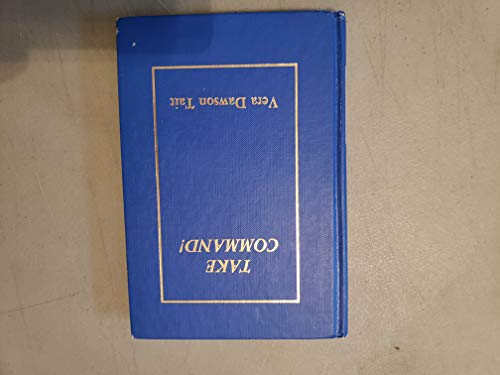 TAKE
COMMAND!
Vera Dawson Tait